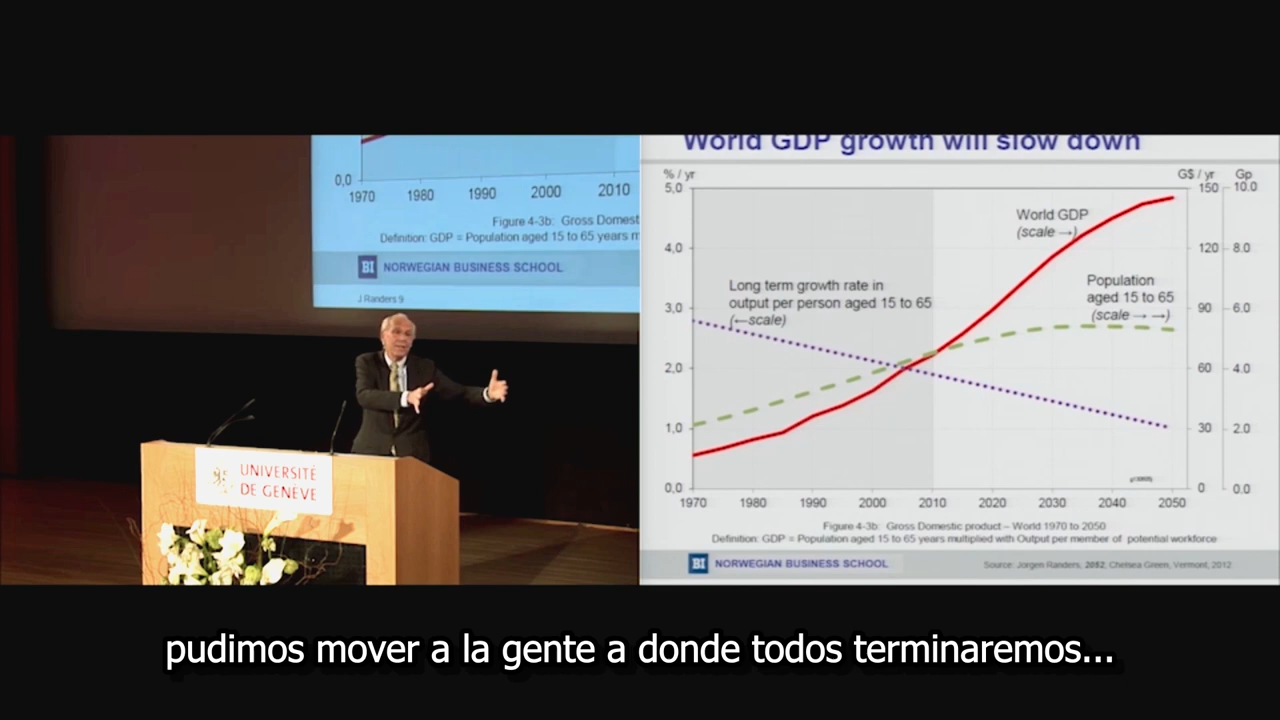 0,0
1970 1980 1990 2000 2010
Figure 4-3b: Gross Domest
Definition: GDP = Population aged 15 to 65 years m
BI NORWEGIAN BUSINESS SCHOOL
J Randers 9
UNIVERSITÉ
DE GENÈVE
World GDP growth will slow down
% / yr G$ / yr Gp
5,0 150 10.0
World GDP
(scale →)
4,0 120 8.0
Long term growth rate in
output per person aged 15 to 65
(←scale)
Population
aged 15 to 65
(scale → →)
3,0 90 6.0
2,0 60 4.0
1,0 30 2.0
0,0 0 0.0
1970 1980 1990 2000 2010 2020 2030 2040 2050
Figure 4-3b: Gross Domestic product – World 1970 to 2050
Definition: GDP = Population aged 15 to 65 years multiplied with Output per member of potential workforce
BI NORWEGIAN BUSINESS SCHOOL
Source: Jorgen Randers, 2052, Chelsea Green, Vermont, 2012
pudimos mover a la gente a donde todos terminaremos...